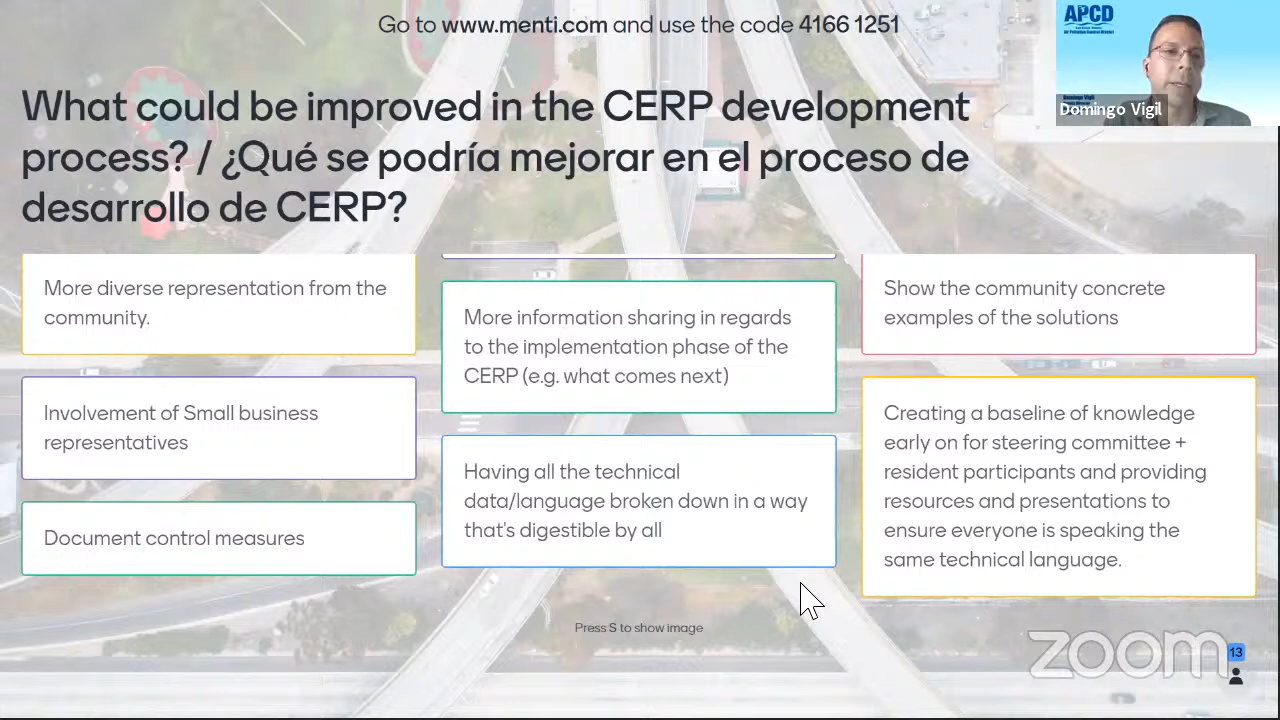 Go to www.menti.com and use the code 4166 1251
APCD
Air Pollution Control District
Domingo Vigil
What could be improved in the CERP development
process? / ¿Qué se podría mejorar en el proceso de
desarrollo de CERP?
More diverse representation from the
community.
Involvement of Small business
representatives
Document control measures
More information sharing in regards
to the implementation phase of the
CERP (e.g. what comes next)
Having all the technical
data/language broken down in a way
that's digestible by all
Show the community concrete
examples of the solutions
Creating a baseline of knowledge
early on for steering committee +
resident participants and providing
resources and presentations to
ensure everyone is speaking the
same technical language.
Press S to show image
zoom
13